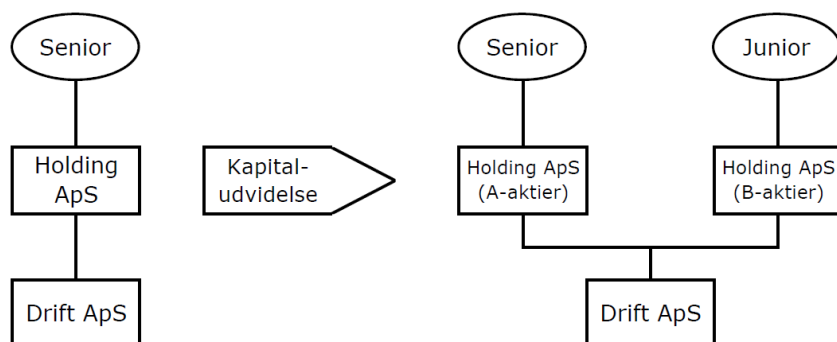 Senior
Senior
Junior
Holding
ApS
Kapital-
udvidelse
Holding ApS
(A-aktier)
Holding ApS
(B-aktier)
Drift ApS
Drift ApS